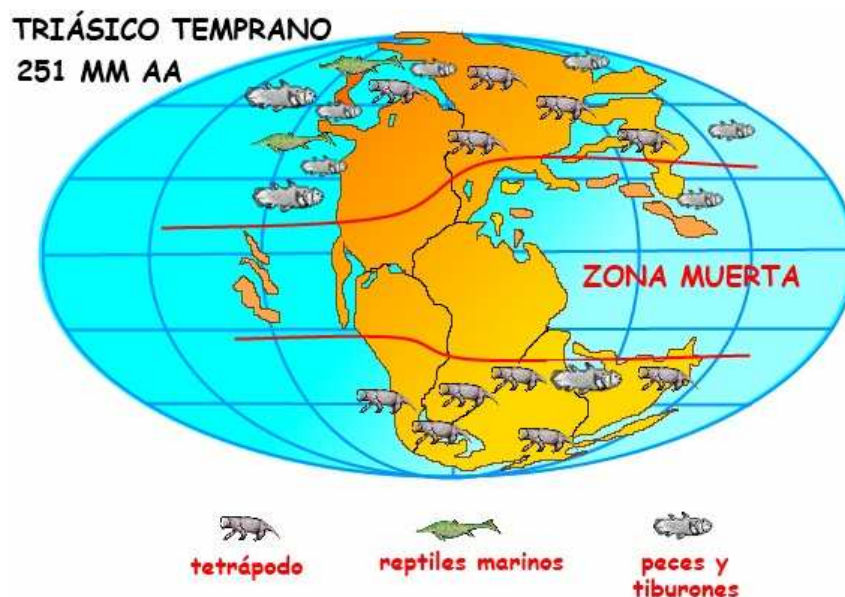 TRIÁSICO TEMPRANO
251 MM AA
ZONA MUERTA
tetrápodo
reptiles marinos
peces y
tiburones